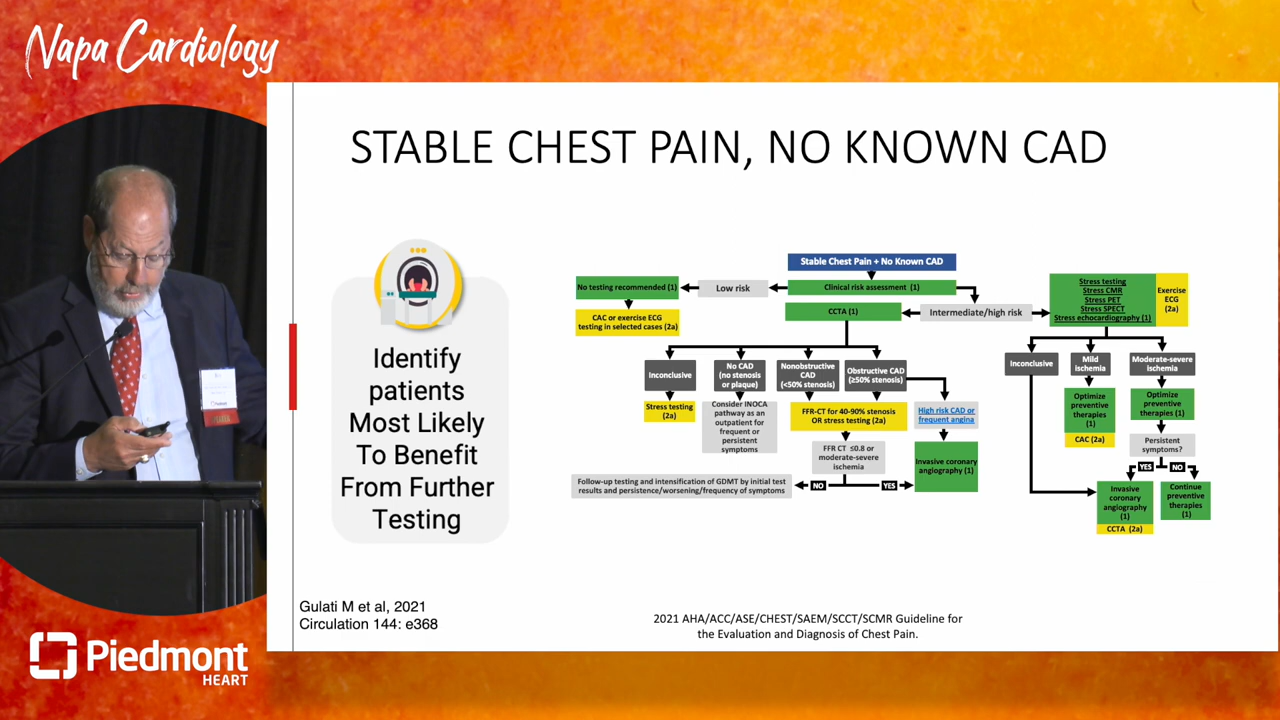 Napa Cardiology
STABLE CHEST PAIN, NO KNOWN CAD
Identify
patients
Most Likely
To Benefit
From Further
Testing
Stable Chest Pain + No Known CAD
No testing recommended (1)
Low risk
Clinical risk assessment (1)
CAC or exercise ECG
testing in selected cases (2a)
CCTA (1)
Intermediate/high risk
Stress testing
Stress CMR
Stress PET
Stress SPECT
Stress echocardiography (1)
Exercise
ECG
(2a)
Inconclusive
No CAD
(no stenosis
or plaque)
Nonobstructive
CAD
(<50% stenosis)
Obstructive CAD
(≥50% stenosis)
Inconclusive
Mild
ischemia
Moderate-severe
ischemia
Stress testing
(2a)
Consider INOCA
pathway as an
outpatient for
frequent or
persistent
symptoms
FFR-CT for 40-90% stenosis
OR stress testing (2a)
High risk CAD or
frequent angina
Optimize
preventive
therapies
(1)
CAC (2a)
Optimize
preventive
therapies (1)
FFR CT ≤0.8 or
moderate-severe
ischemia
Invasive coronary
angiography (1)
Persistent
symptoms?
YES
NO
Follow-up testing and intensification of GDMT by initial test
results and persistence/worsening/frequency of symptoms
NO
YES
Invasive
coronary
angiography
(1)
CCTA (2a)
Continue
preventive
therapies
(1)
Gulati M et al, 2021
Circulation 144: e368
2021 AHA/ACC/ASE/CHEST/SAEM/SCCT/SCMR Guideline for
the Evaluation and Diagnosis of Chest Pain.
Piedmont
HEART